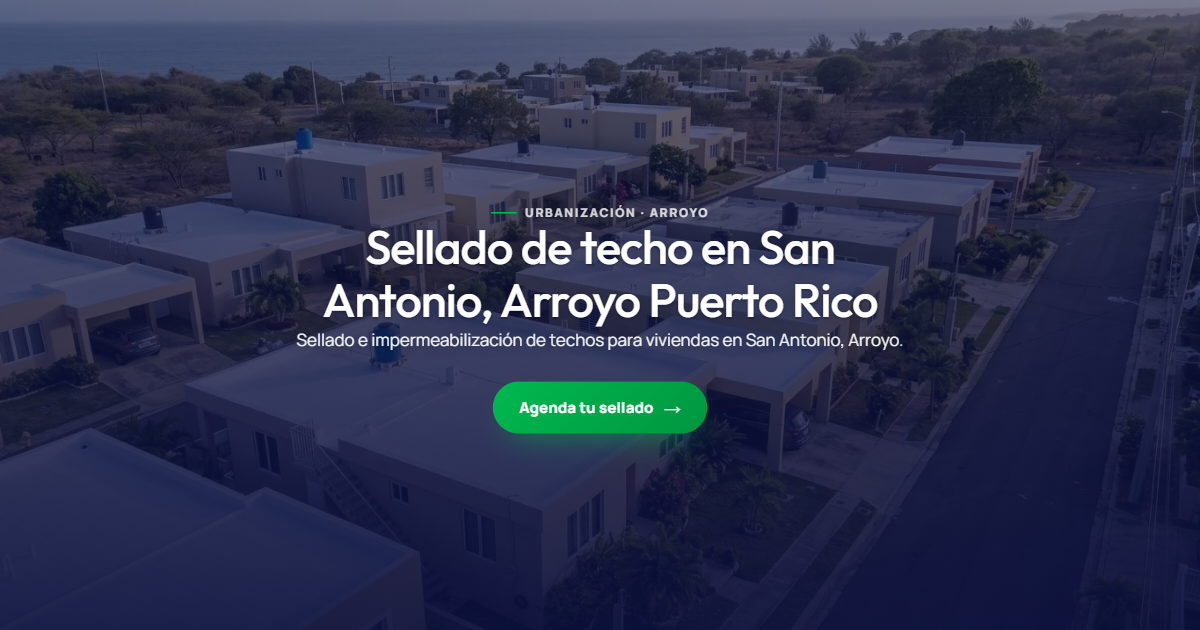 URBANIZACIÓN · ARROYO
Sellado de techo en San
Antonio, Arroyo Puerto Rico
Sellado e impermeabilización de techos para viviendas en San Antonio, Arroyo.
Agenda tu sellado →